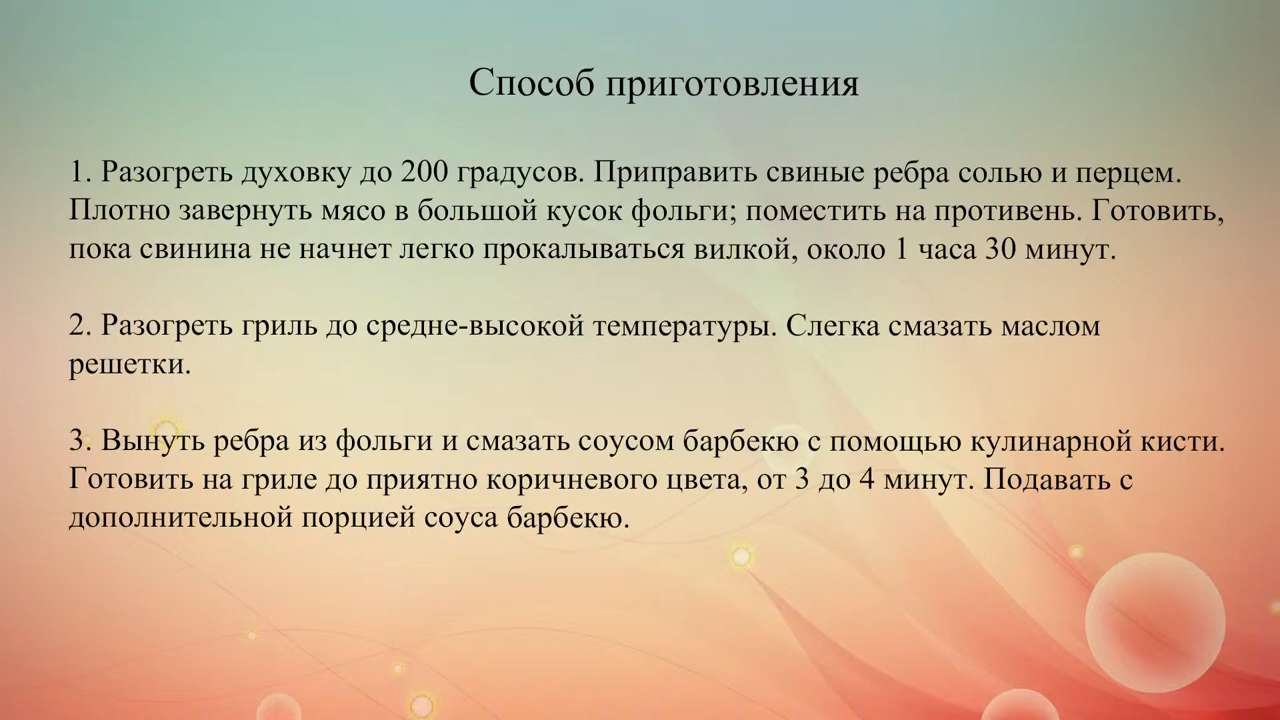 Способ приготовления
1. Разогреть духовку до 200 градусов. Приправить свиные ребра солью и перцем.
Плотно завернуть мясо в большой кусок фольги; поместить на противень. Готовить,
пока свинина не начнет легко прокалываться вилкой, около 1 часа 30 минут.
2. Разогреть гриль до средне-высокой температуры. Слегка смазать маслом
решетки.
3. Вынуть ребра из фольги и смазать соусом барбекю с помощью кулинарной кисти.
Готовить на гриле до приятно коричневого цвета, от 3 до 4 минут. Подавать с
дополнительной порцией соуса барбекю.